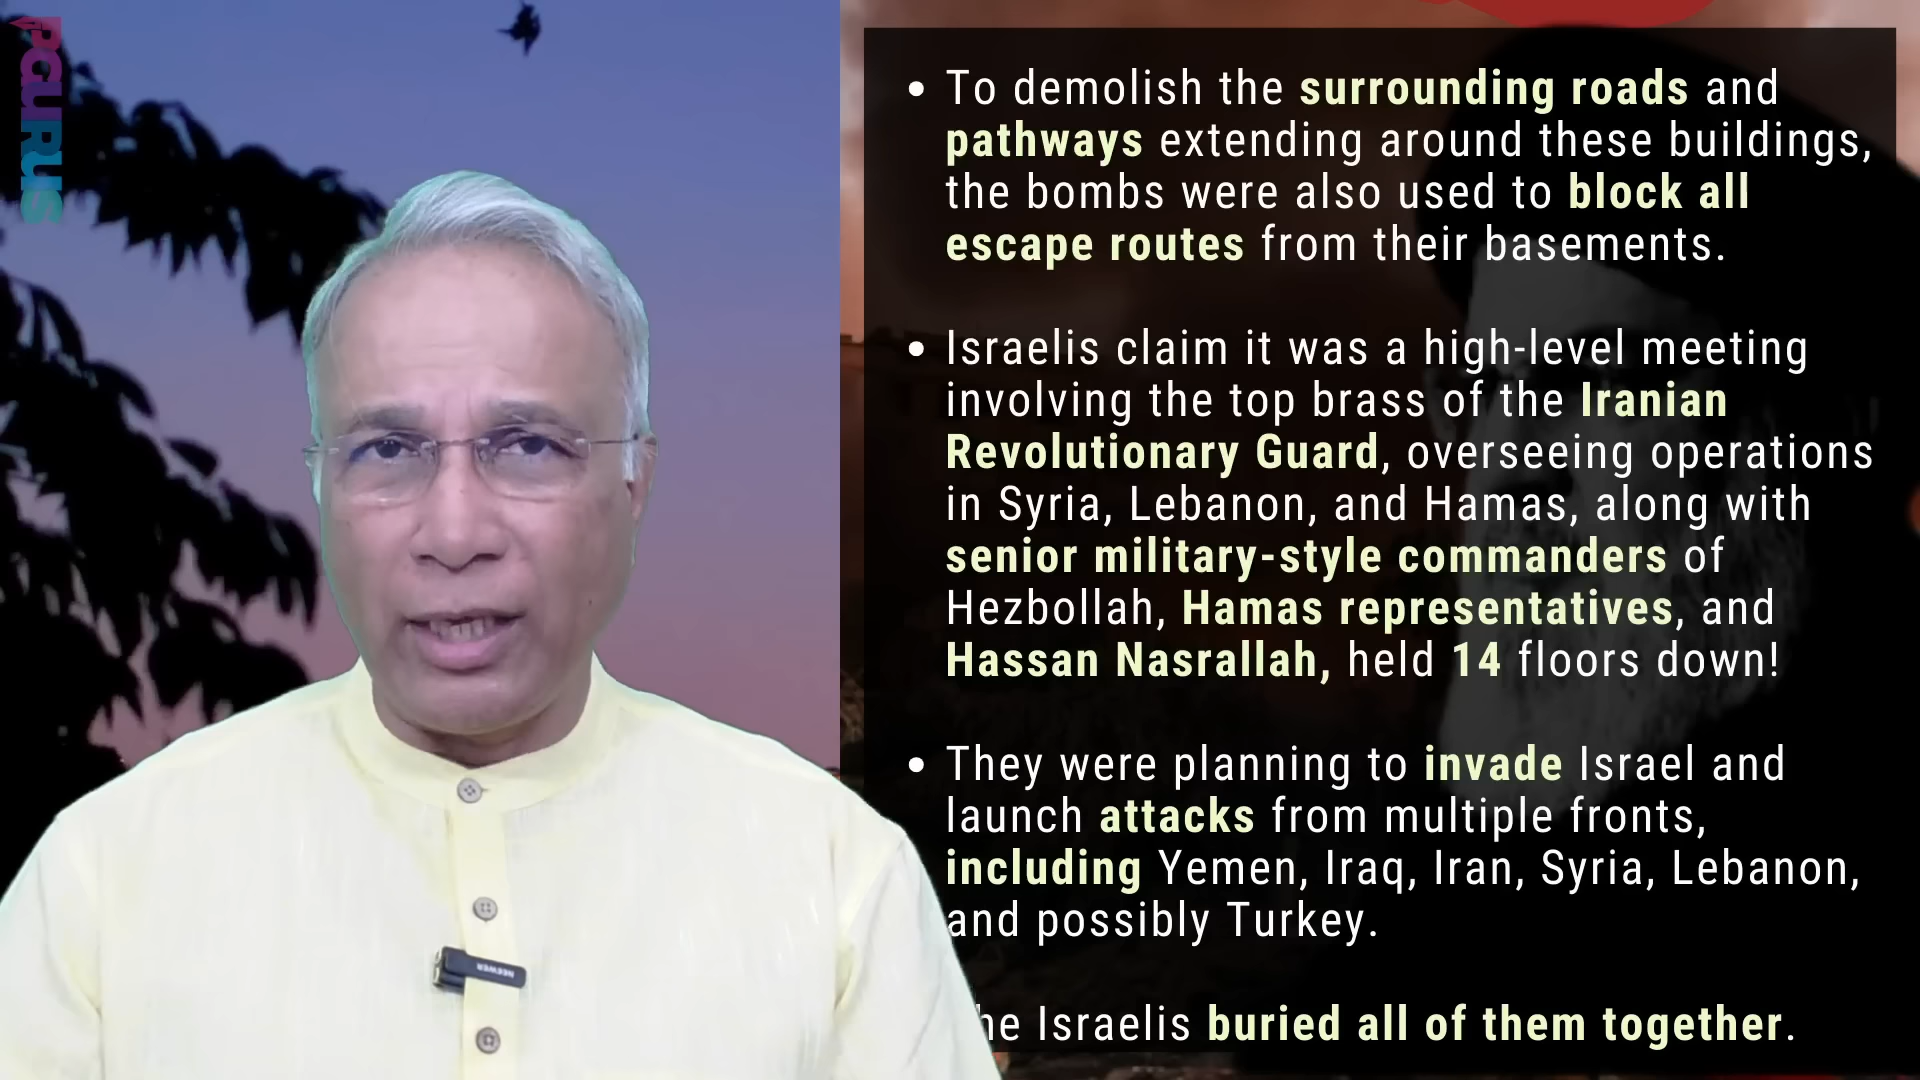 PGURUS
• To demolish the surrounding roads and
pathways extending around these buildings,
the bombs were also used to block all
escape routes from their basements.
• Israelis claim it was a high-level meeting
involving the top brass of the Iranian
Revolutionary Guard, overseeing operations
in Syria, Lebanon, and Hamas, along with
senior military-style commanders of
Hezbollah, Hamas representatives, and
Hassan Nasrallah, held 14 floors down!
• They were planning to invade Israel and
launch attacks from multiple fronts,
including Yemen, Iraq, Iran, Syria, Lebanon,
and possibly Turkey.
he Israelis buried all of them together.
NEEWER